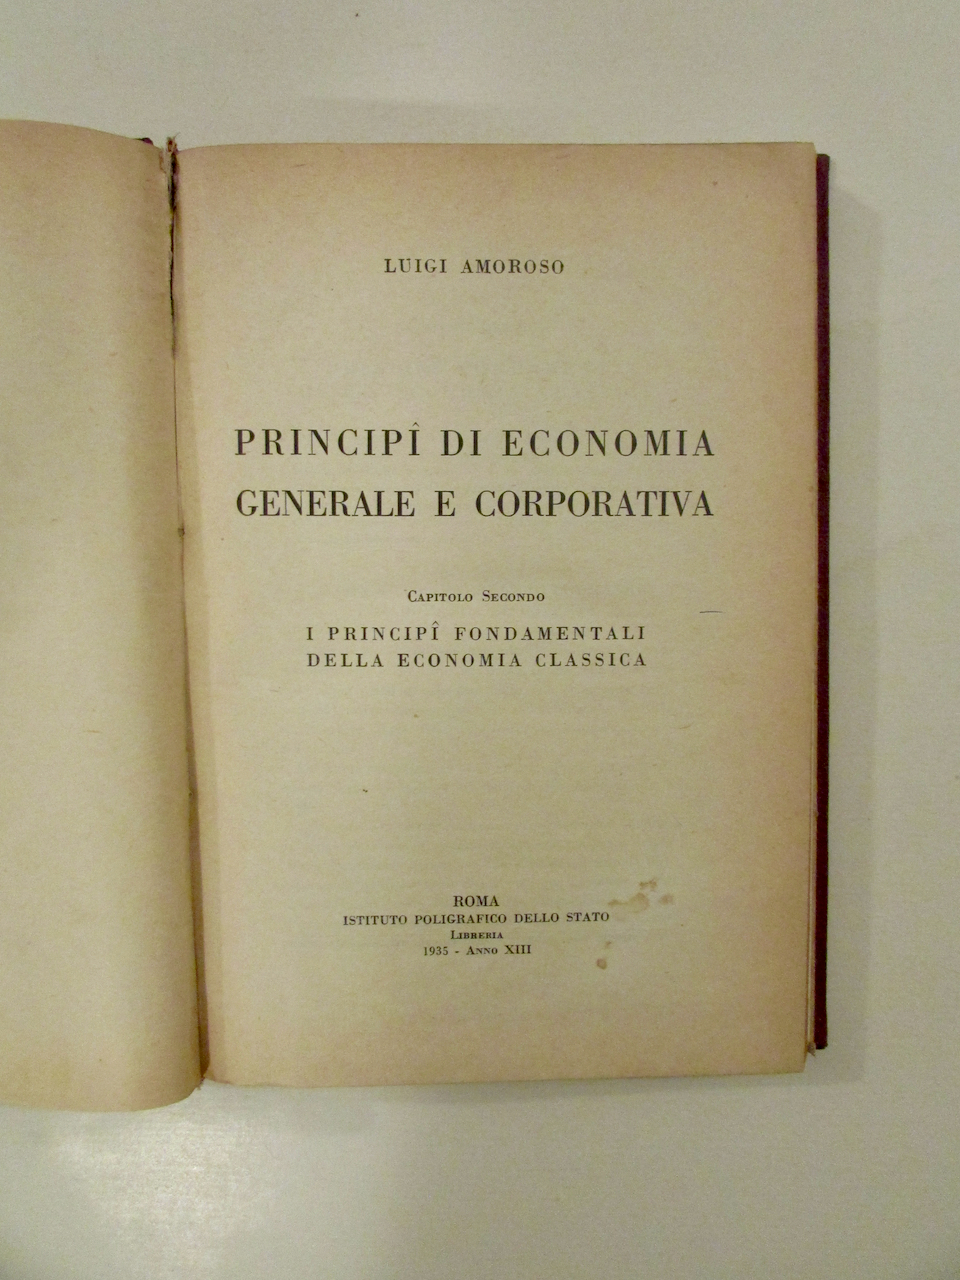 LUIGI AMOROSO
PRINCIPÎ DI ECONOMIA
GENERALE E CORPORATIVA
CAPITOLO SECONDO
I PRINCIPÎ FONDAMENTALI
DELLA ECONOMIA CLASSICA
ROMA
ISTITUTO POLIGRAFICO DELLO STATO
LIBRERIA
1935 - ANNO XIII